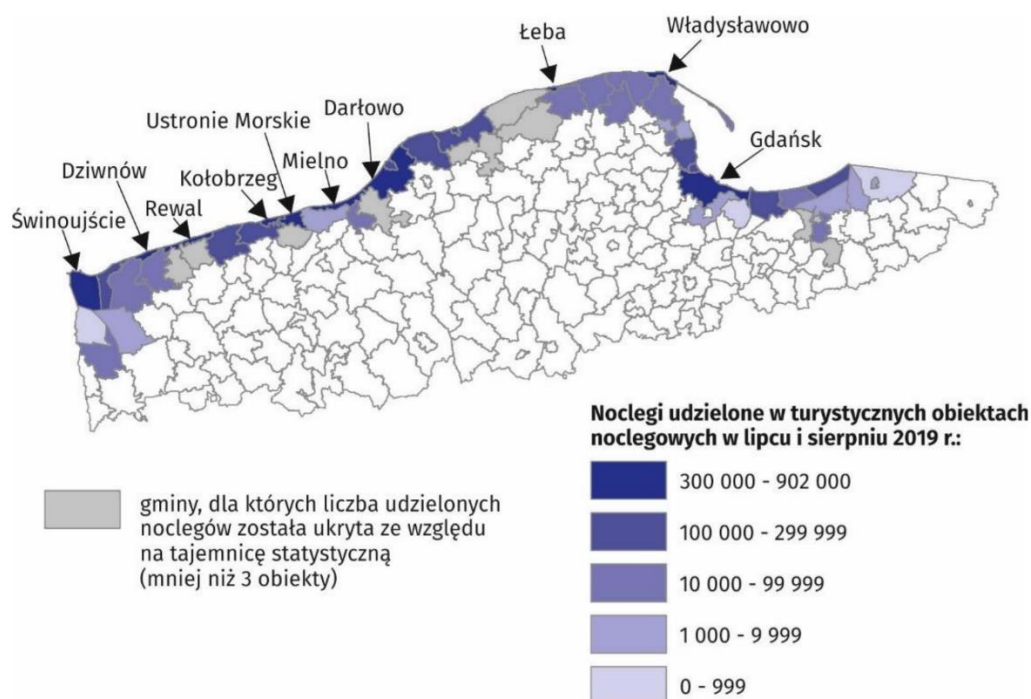 Władysławowo
Łeba
Darłowo
Ustronie Morskie
Mielno
Gdańsk
Dziwnów
Kołobrzeg
Rewal
Świnoujście
Noclegi udzielone w turystycznych obiektach
noclegowych w lipcu i sierpniu 2019 r.:
300 000 - 902 000
100 000 - 299 999
10 000 - 99 999
1 000 - 9 999
0 - 999
gminy, dla których liczba udzielonych
noclegów została ukryta ze względu
na tajemnicę statystyczną
(mniej niż 3 obiekty)